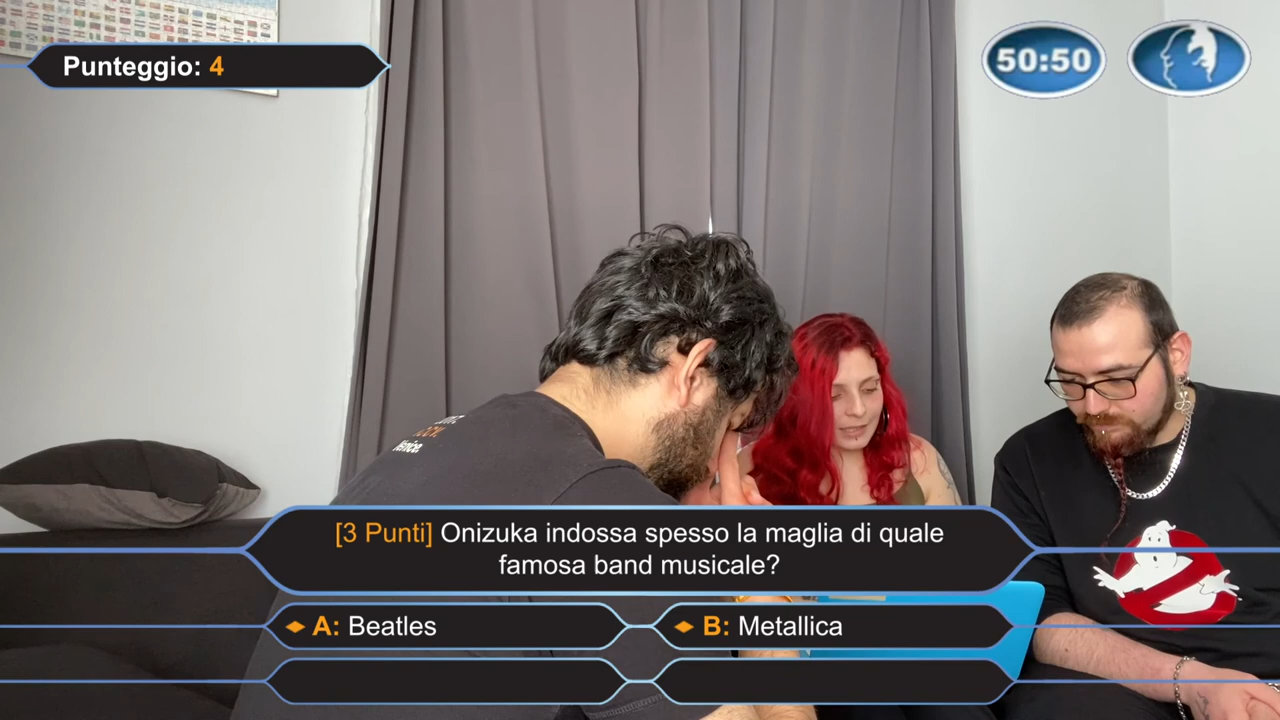 Punteggio: 4
50:50
[3 Punti] Onizuka indossa spesso la maglia di quale
famosa band musicale?
A: Beatles
B: Metallica